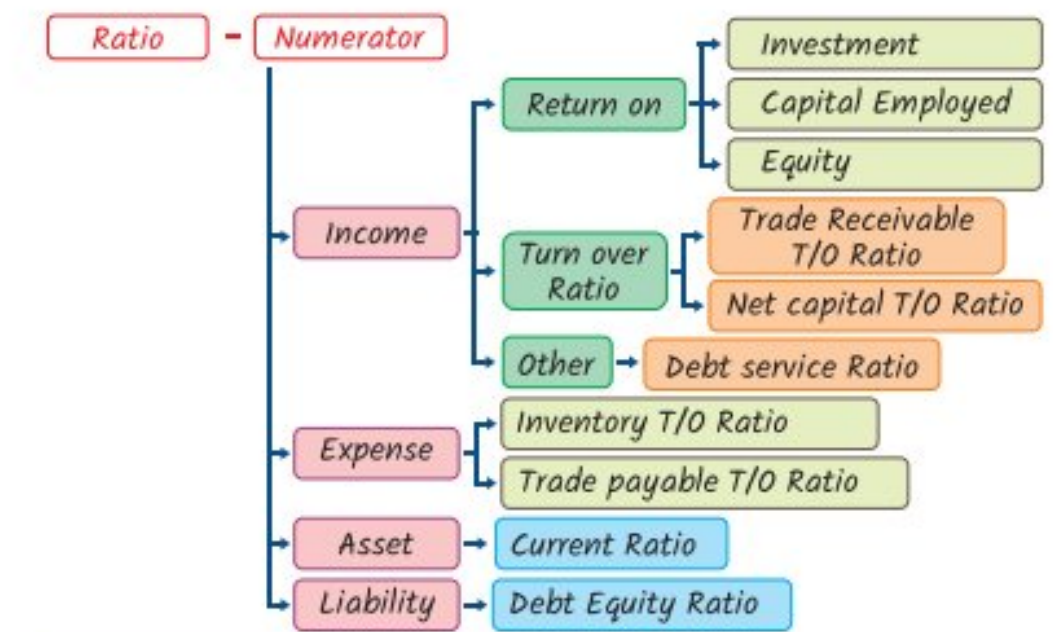 Ratio - Numerator
Investment
Return on
Capital Employed
Equity
Income
Trade Receivable
T/O Ratio
Turn over
Ratio
Net capital T/O Ratio
Other
Debt service Ratio
Expense
Inventory T/O Ratio
Trade payable T/O Ratio
Asset
Current Ratio
Liability
Debt Equity Ratio